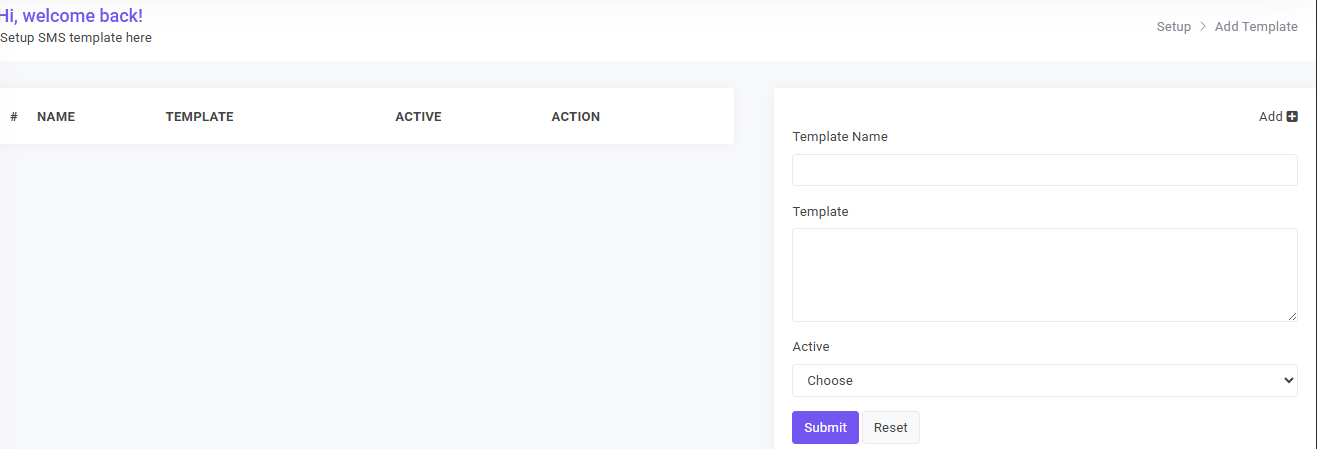 Hi, welcome back!
Setup SMS template here
Setup > Add Template
# NAME TEMPLATE ACTIVE ACTION
Add
Template Name
Template
Active
Choose
Submit Reset